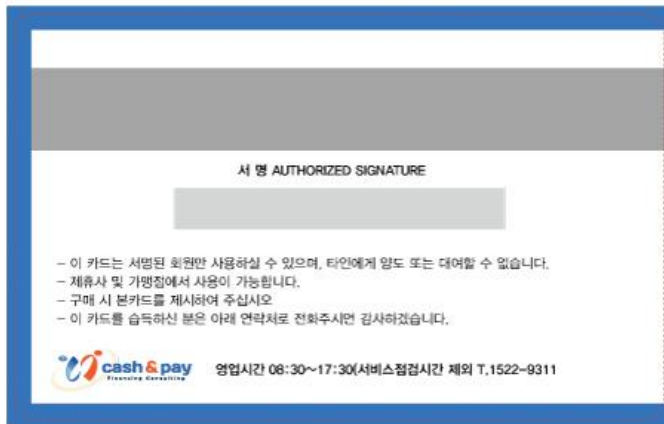 서 명 AUTHORIZED SIGNATURE
- 이 카드는 서명된 회원만 사용하실 수 있으며, 타인에게 양도 또는 대여할 수 없습니다.
- 제휴사 및 가맹점에서 사용이 가능합니다.
- 구매 시 본카드를 제시하여 주십시오
- 이 카드를 습득하신 분은 아래 연락처로 전화주시면 감사하겠습니다.
cash & pay 영업시간 08:30~17:30(서비스점검시간 제외 T.1522-9311
Financing Consulting